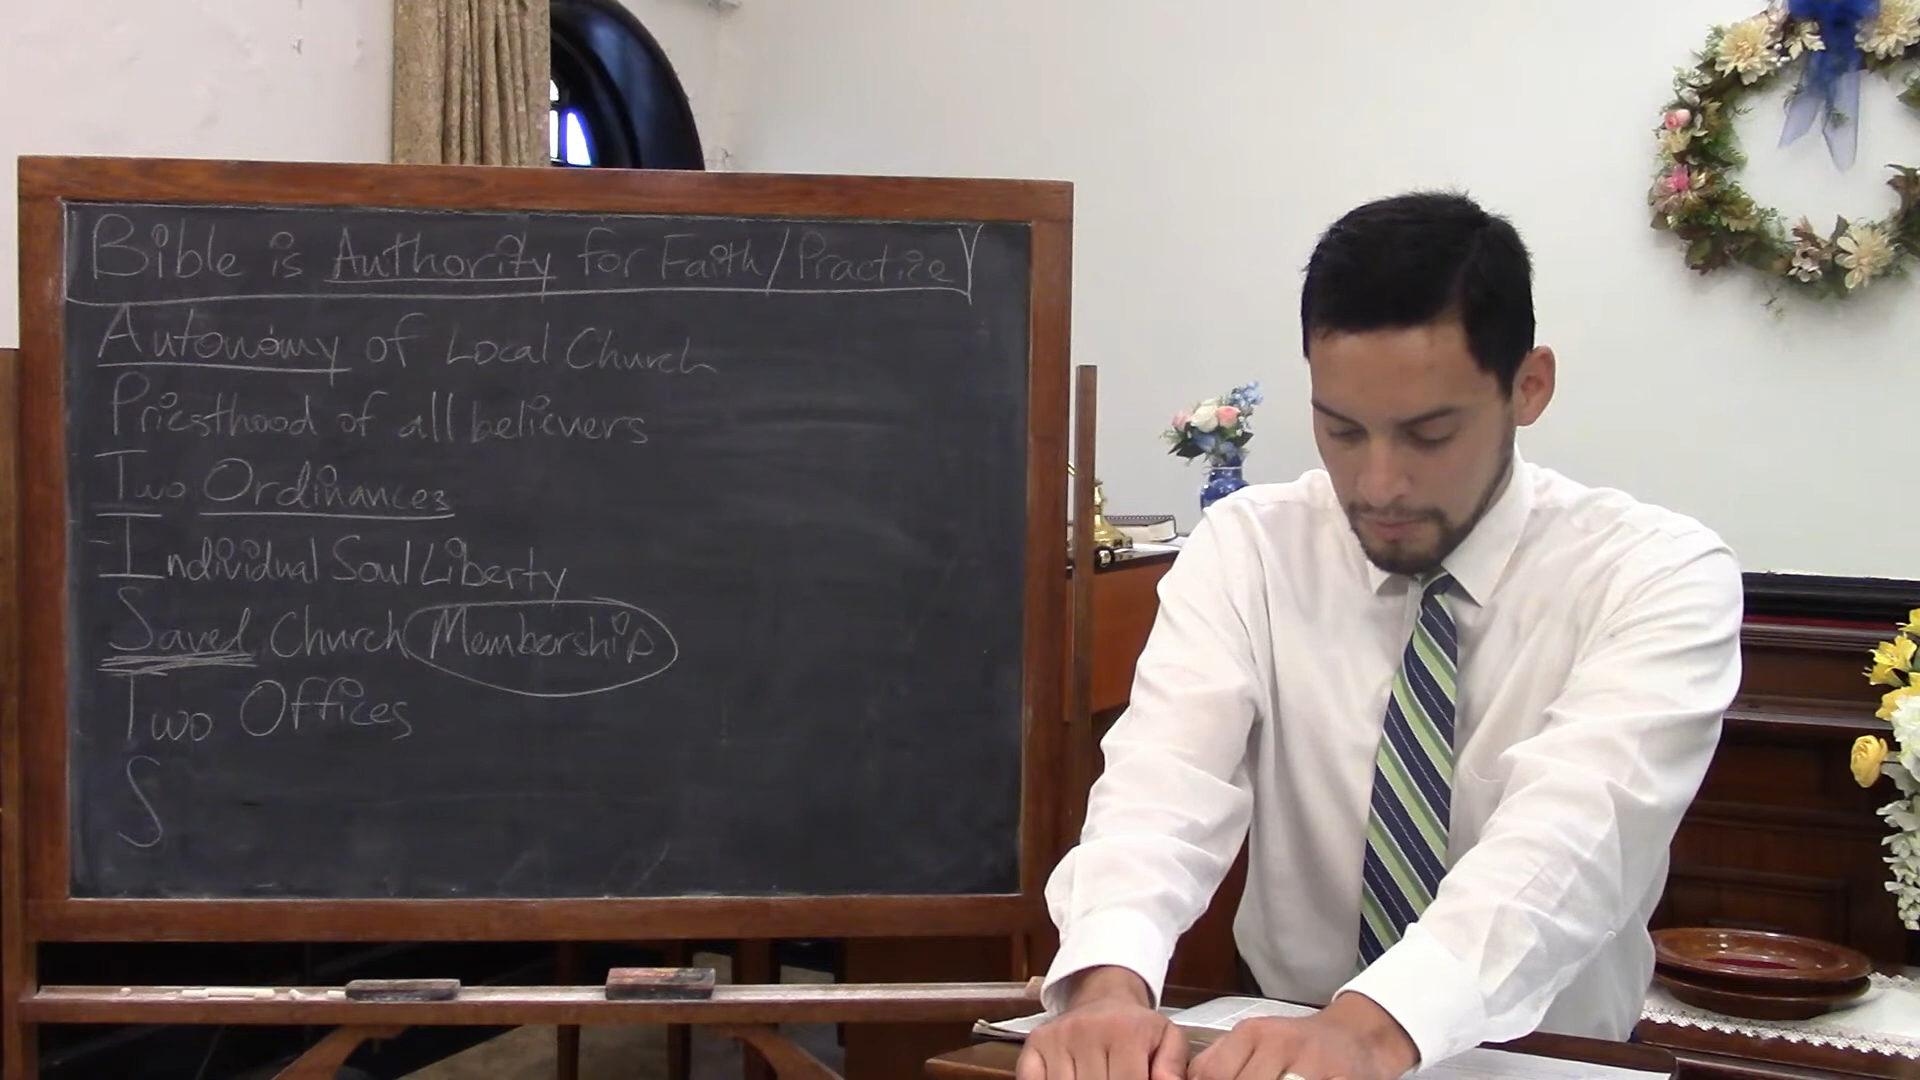 Bible is Authority for Faith/Practice
Autonomy of Local Church
Priesthood of all believers
Two Ordinances
Individual Soul Liberty
Saved Church Membership
Two Offices
S